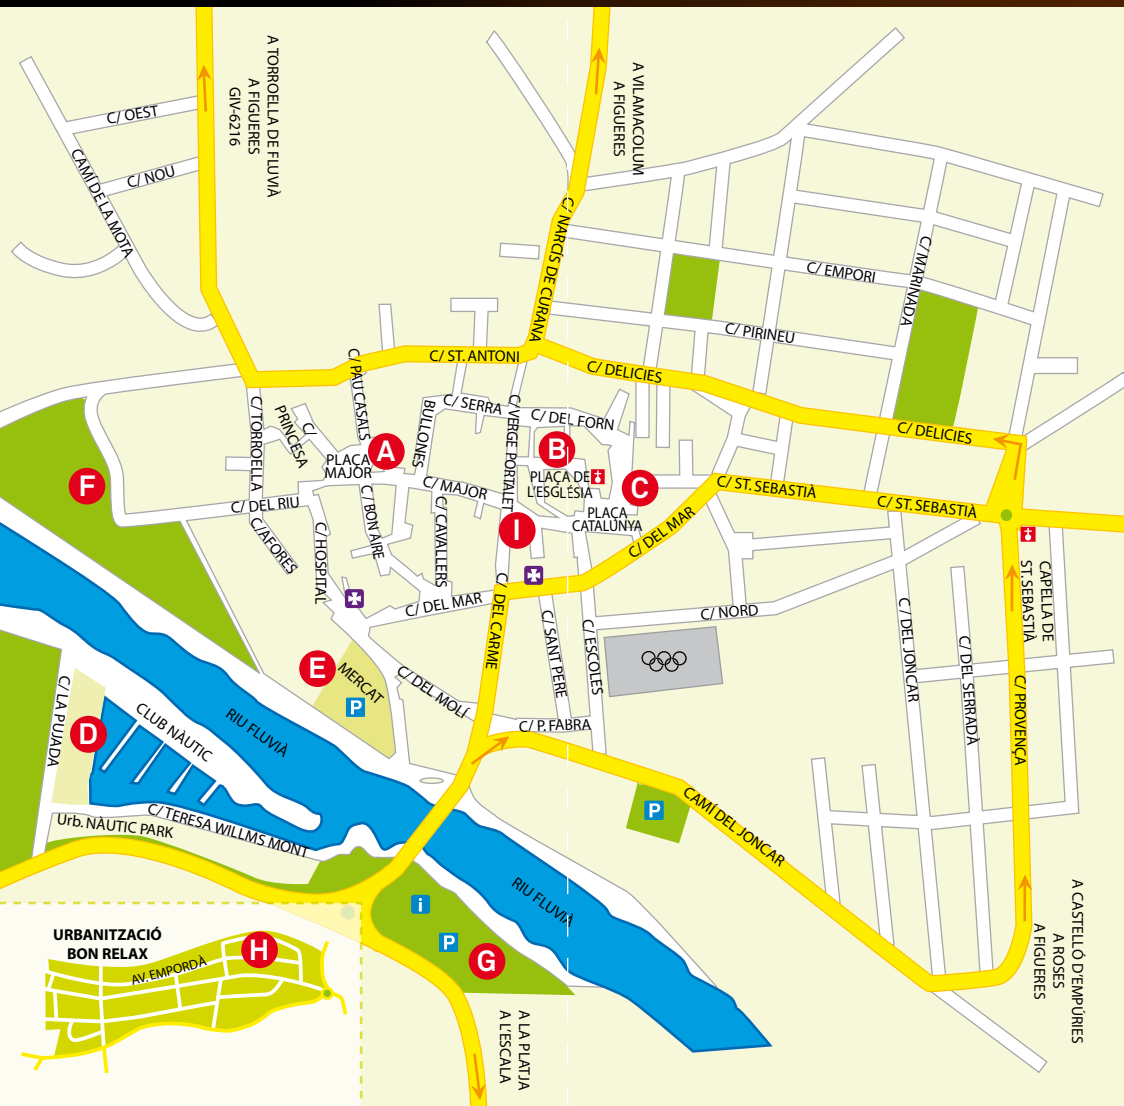 A TORROELLA DE FLUVIÀ
A FIGUERES
GIV-6216
A VILAMACOLUM
A FIGUERES
C/ OEST
C/ NOU
CAMÍ DE LA MOTA
C/ NARCÍS DE CURANA
C/ EMPORI
C/ MARINADA
C/ PIRINEU
C/ ST. ANTONI
C/ DELICIES
C/ DELICIES
C/ PAU CASALS
C/ TORROELLA
C/
PRINCESA
BULLONES
C/ SERRA
C/ VERGE PORTALET
C/ DEL FORN
A
B
PLAÇA
MAJOR
PLAÇA DE
L'ESGLÉSIA
C
F
C/ MAJOR
C/ ST. SEBASTIÀ
C/ ST. SEBASTIÀ
C/ DEL RIU
C/ BON AIRE
C/ CAVALLERS
I
PLAÇA
CATALUNYA
C/ DEL MAR
C/AFORES
C/ HOSPITAL
C/ DEL MAR
C/ DEL CARME
C/ SANT PERE
C/ ESCOLES
C/ NORD
CAPELLA DE
ST. SEBASTIÀ
C/ DEL JONCAR
C/ DEL SERRADÀ
C/ PROVENÇA
E
MERCAT
P
C/ DEL MOLÍ
C/ P. FABRA
C/ LA PUJADA
D
CLUB NÀUTIC
RIU FLUVIÀ
C/ TERESA WILLMS MONT
Urb. NÀUTIC PARK
P
CAMÍ DEL JONCAR
RIU FLUVIÀ
i
P
G
URBANITZACIÓ
BON RELAX
H
AV. EMPORDÀ
A LA PLATJA
A L'ESCALA
A CASTELLÓ D'EMPÚRIES
A ROSES
A FIGUERES